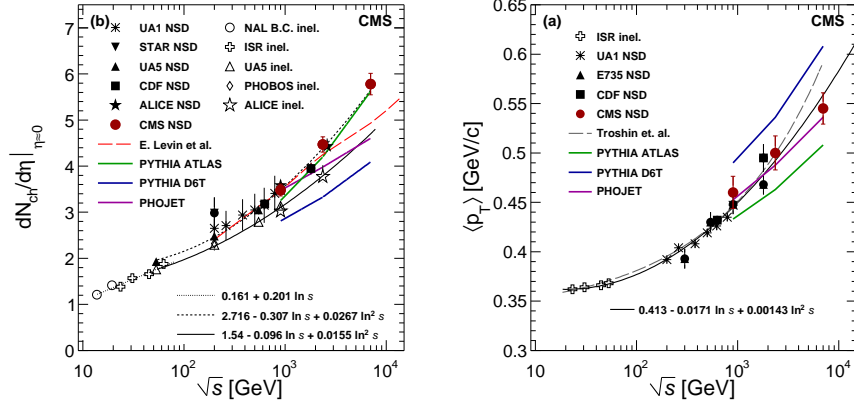 (b)
CMS
UA1 NSD
STAR NSD
UA5 NSD
CDF NSD
ALICE NSD
CMS NSD
NAL B.C. inel.
ISR inel.
UA5 inel.
PHOBOS inel.
ALICE inel.
E. Levin et al.
PYTHIA ATLAS
PYTHIA D6T
PHOJET
0.161 + 0.201 ln s
2.716 - 0.307 ln s + 0.0267 ln² s
1.54 - 0.096 ln s + 0.0155 ln² s
dN_ch/dη|_η≈0
0
1
2
3
4
5
6
7
10
10²
10³
10⁴
√s [GeV]
(a)
CMS
ISR inel.
UA1 NSD
E735 NSD
CDF NSD
CMS NSD
Troshin et. al.
PYTHIA ATLAS
PYTHIA D6T
PHOJET
0.413 - 0.0171 ln s + 0.00143 ln² s
⟨p_T⟩ [GeV/c]
0.3
0.35
0.4
0.45
0.5
0.55
0.6
0.65
10
10²
10³
10⁴
√s [GeV]